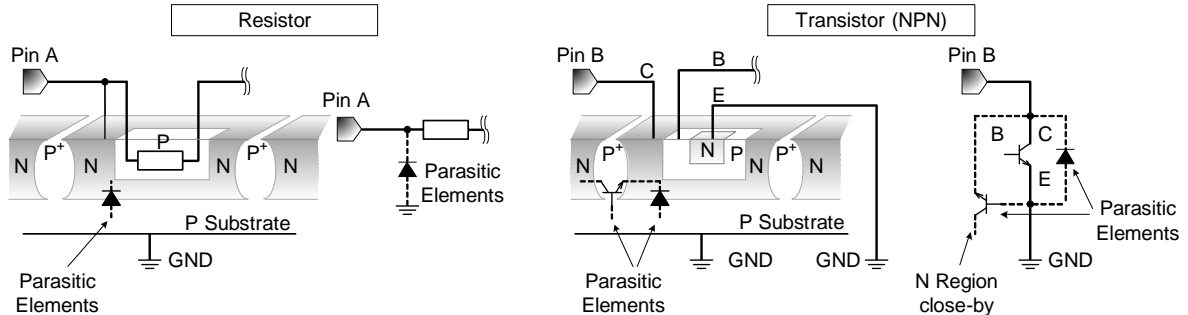 Resistor
Pin A
N
P+
N
P
N
P+
N
Parasitic
Elements
P Substrate
GND
Pin A
Parasitic
Elements
Transistor (NPN)
Pin B
C
B
E
N
P+
N
N
P
N
P+
N
P Substrate
Parasitic
Elements
GND
GND
Pin B
B
C
E
Parasitic
Elements
GND
N Region
close-by